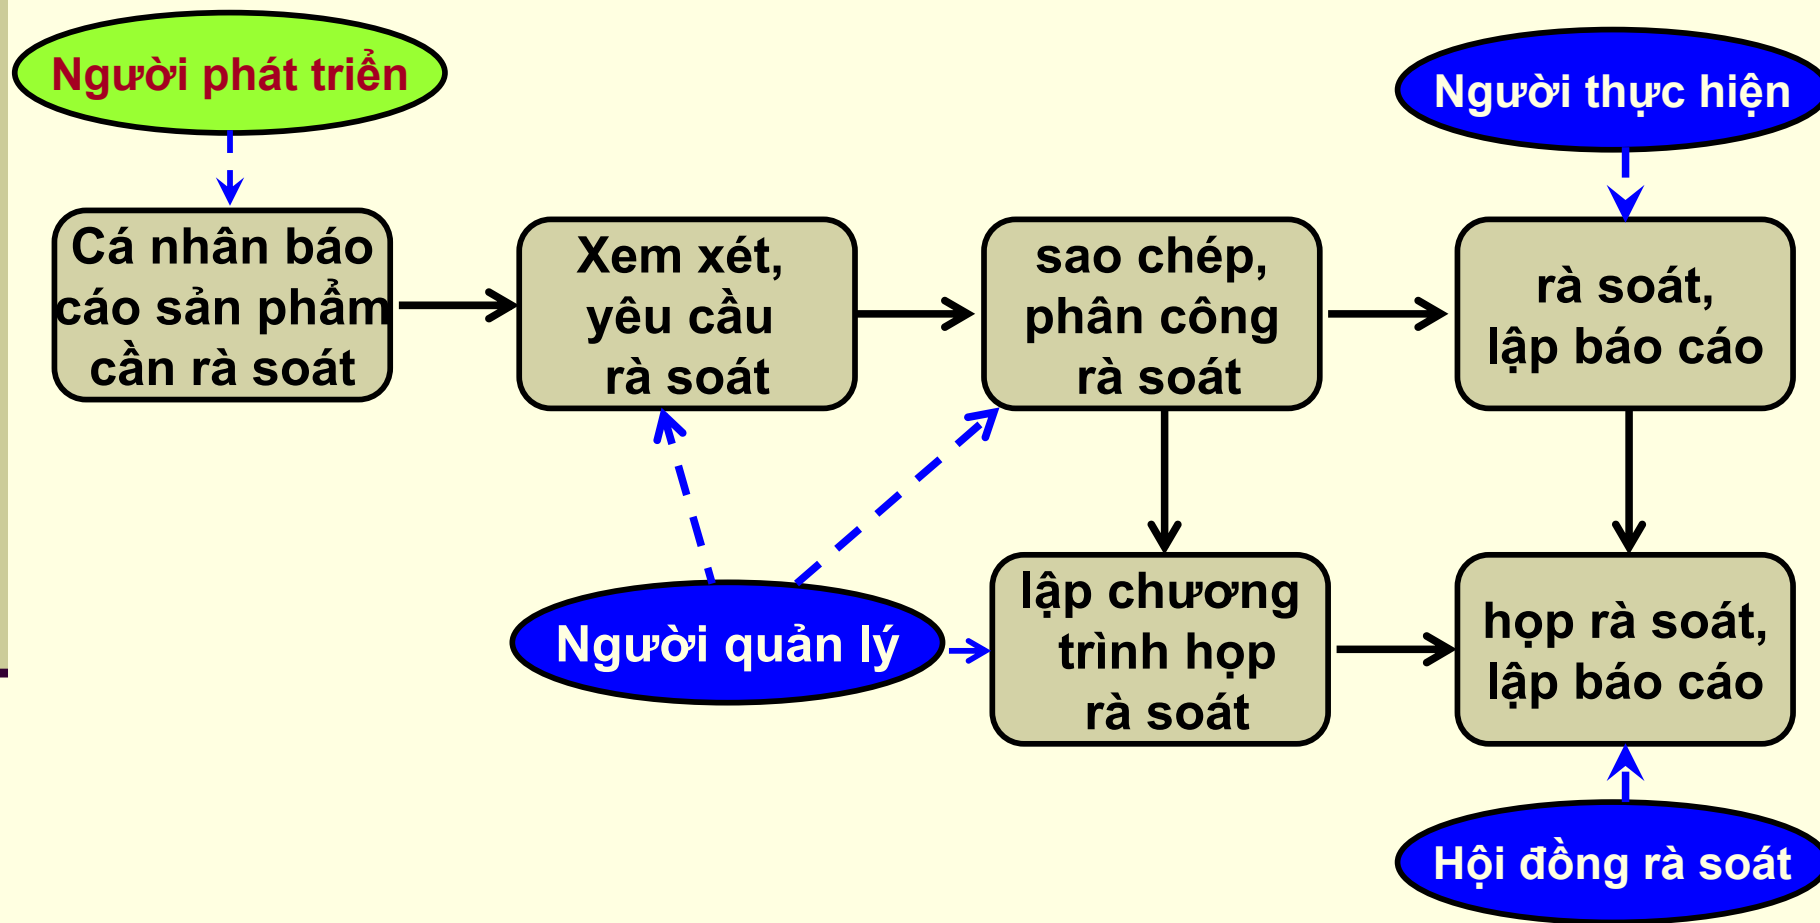 Người phát triển
Người thực hiện
Cá nhân báo
cáo sản phẩm
cần rà soát
Xem xét,
yêu cầu
rà soát
sao chép,
phân công
rà soát
rà soát,
lập báo cáo
Người quản lý
lập chương
trình họp
rà soát
họp rà soát,
lập báo cáo
Hội đồng rà soát